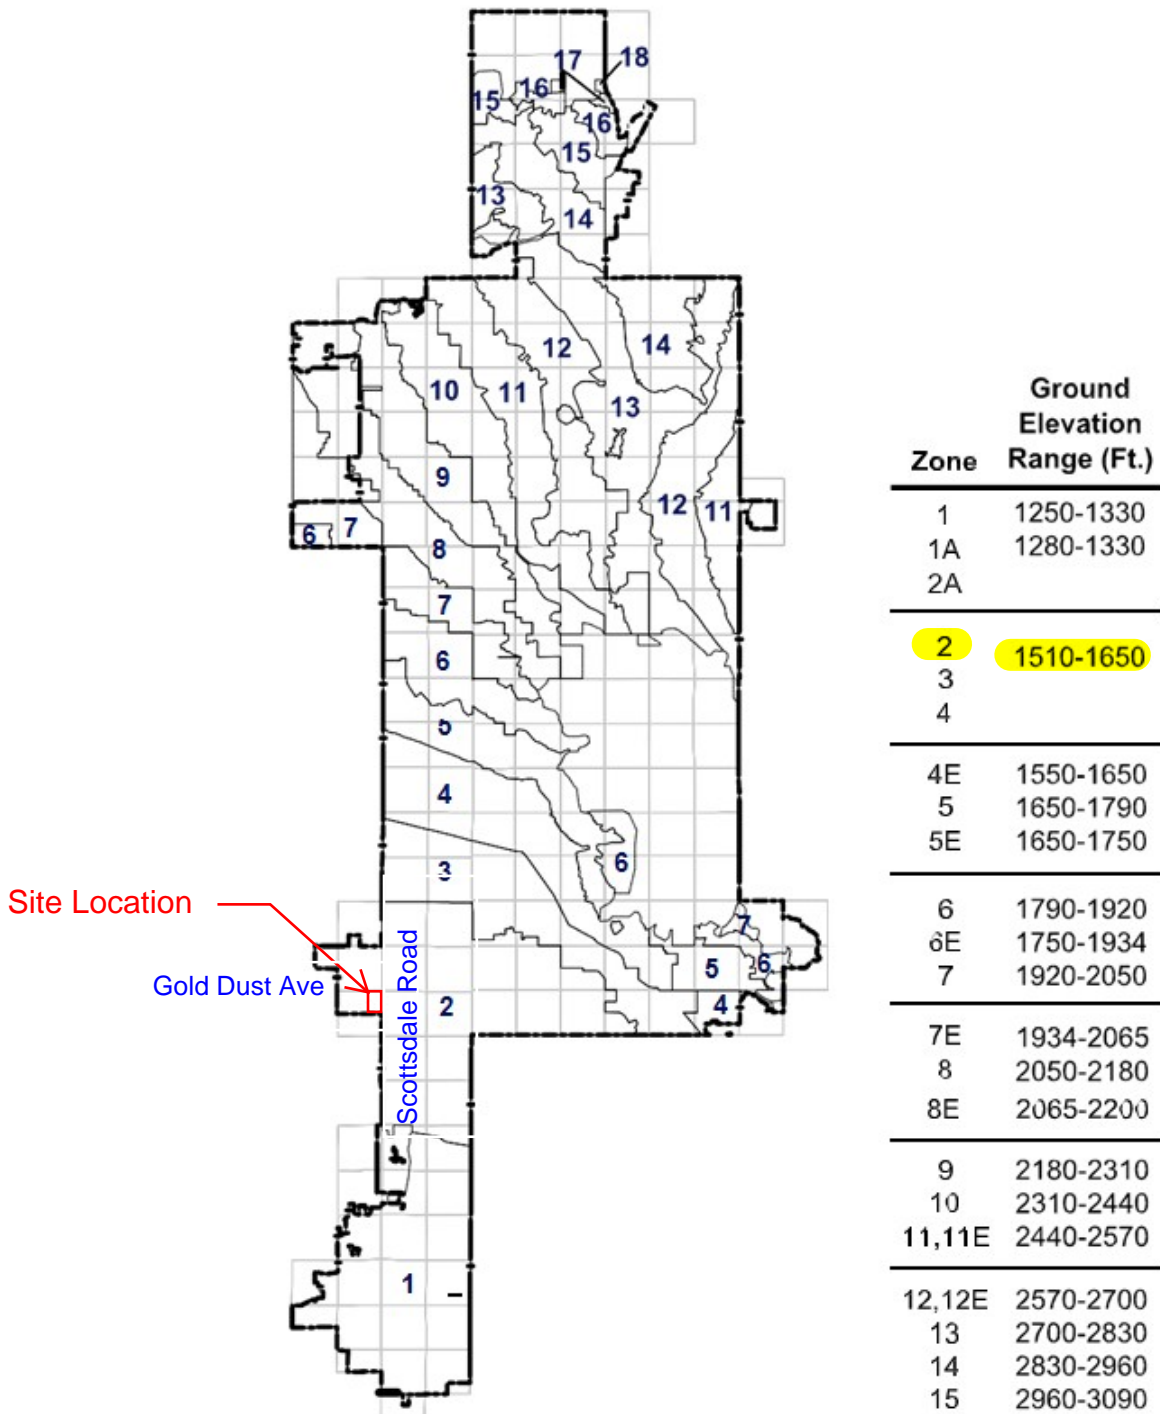 17
18
16
15
16
15
13
14
12
14
10
11
13
9
12
11
7
6
8
7
6
5
4
6
3
Site Location
7
Scottsdale Road
5
6
Gold Dust Ave
2
4
1
Ground
Elevation
Zone Range (Ft.)
1 1250-1330
1A 1280-1330
2A
2 1510-1650
3
4
4E 1550-1650
5 1650-1790
5E 1650-1750
6 1790-1920
6E 1750-1934
7 1920-2050
7E 1934-2065
8 2050-2180
8E 2065-2200
9 2180-2310
10 2310-2440
11,11E 2440-2570
12,12E 2570-2700
13 2700-2830
14 2830-2960
15 2960-3090